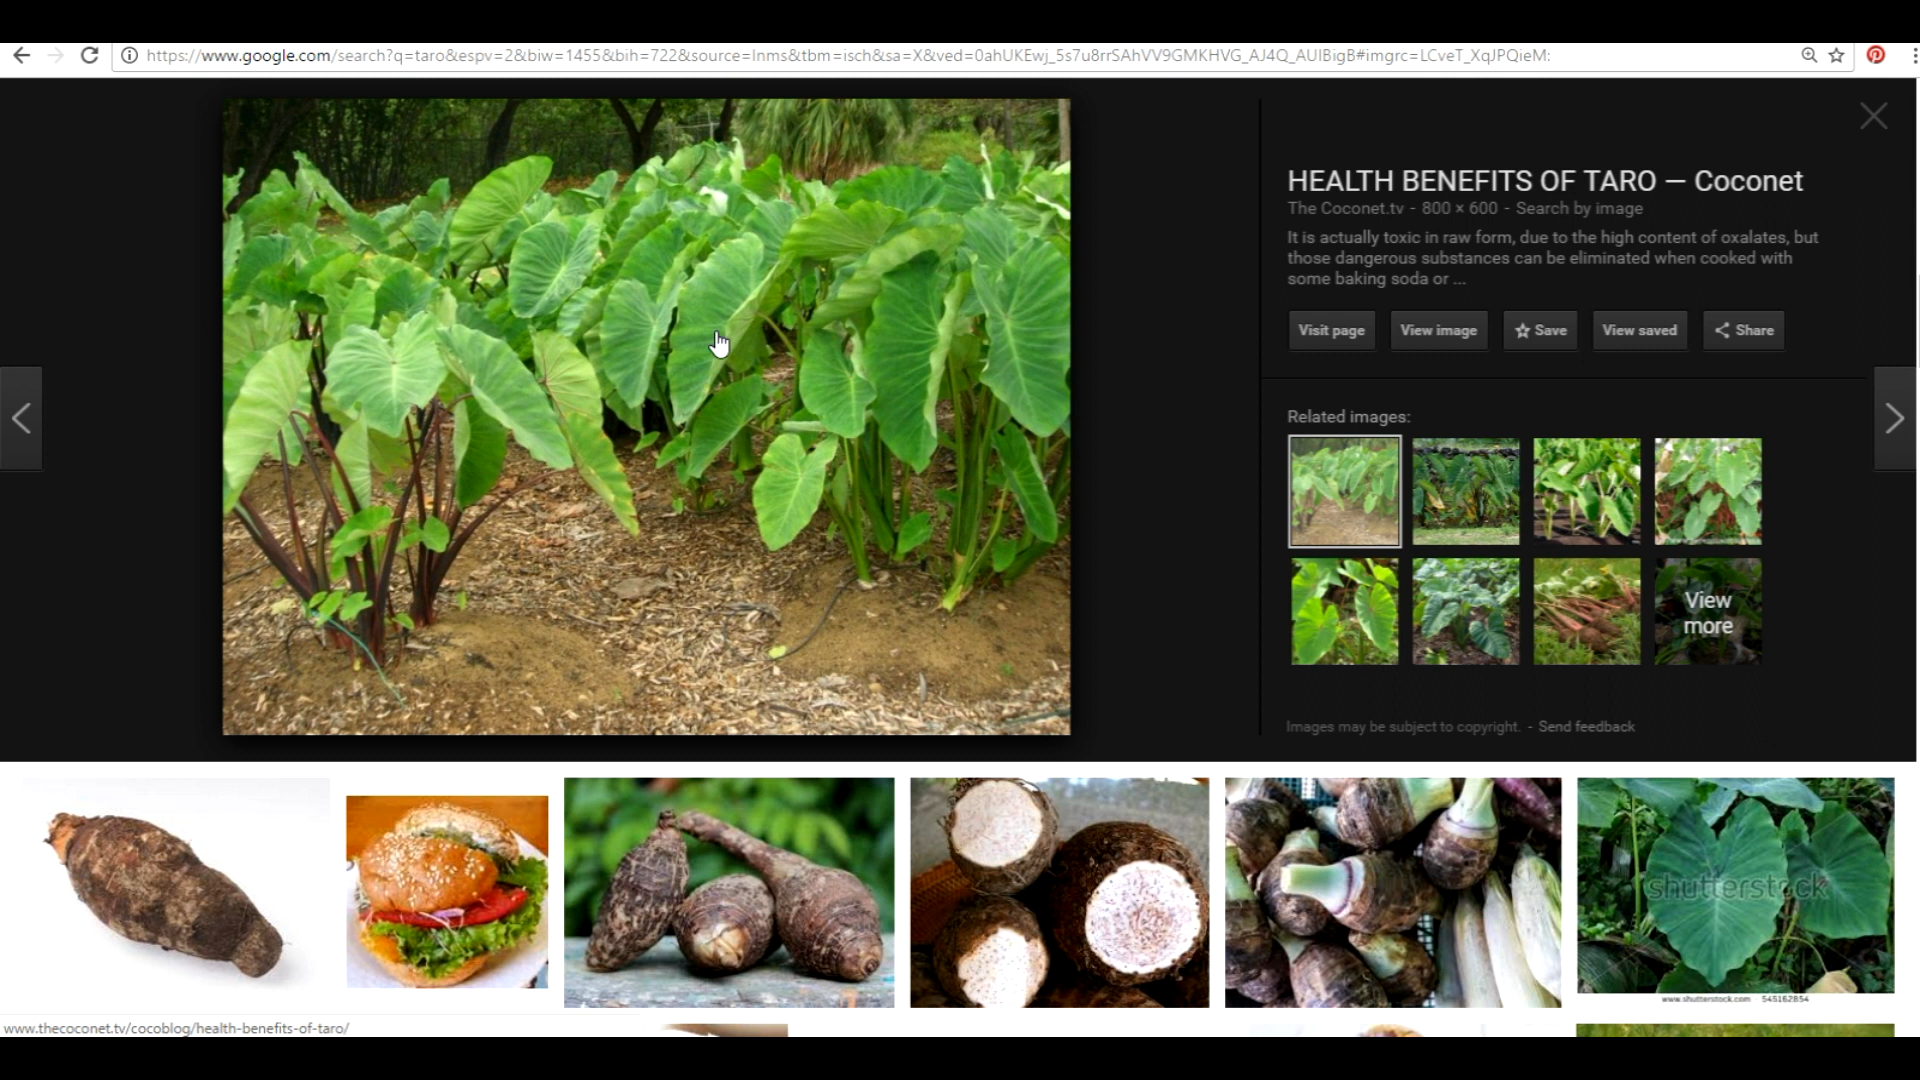 https://www.google.com/search?q=taro&espv=2&biw=1455&bih=722&source=lnms&tbm=isch&sa=X&ved=0ahUKEwj_5s7u8rrSAhVV9GMKHVG_AJ4Q_AUIBigB#imgrc=LCveT_XqJPQieM:
HEALTH BENEFITS OF TARO — Coconet
The Coconet.tv - 800 × 600 - Search by image
It is actually toxic in raw form, due to the high content of oxalates, but
those dangerous substances can be eliminated when cooked with
some baking soda or ...
Visit page
View image
Save
View saved
Share
Related images:
View
more
Images may be subject to copyright. - Send feedback
shutterstock
www.shutterstock.com · 545162854
www.thecoconet.tv/cocoblog/health-benefits-of-taro/